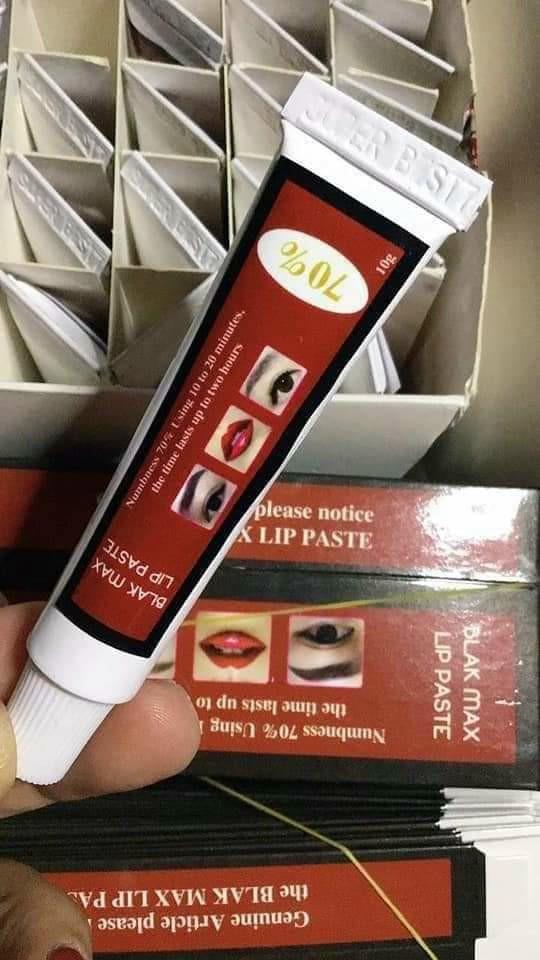 SUPER BEST
70%
10g
Numbness 70% Using 10 to 20 minutes,
the time lasts up to two hours
BLAK MAX
LIP PASTE
please notice
X LIP PASTE
BLAK MAX
LIP PASTE
Numbness 70% Using
the time lasts up to
Genuine Article please
the BLAK MAX LIP PAS